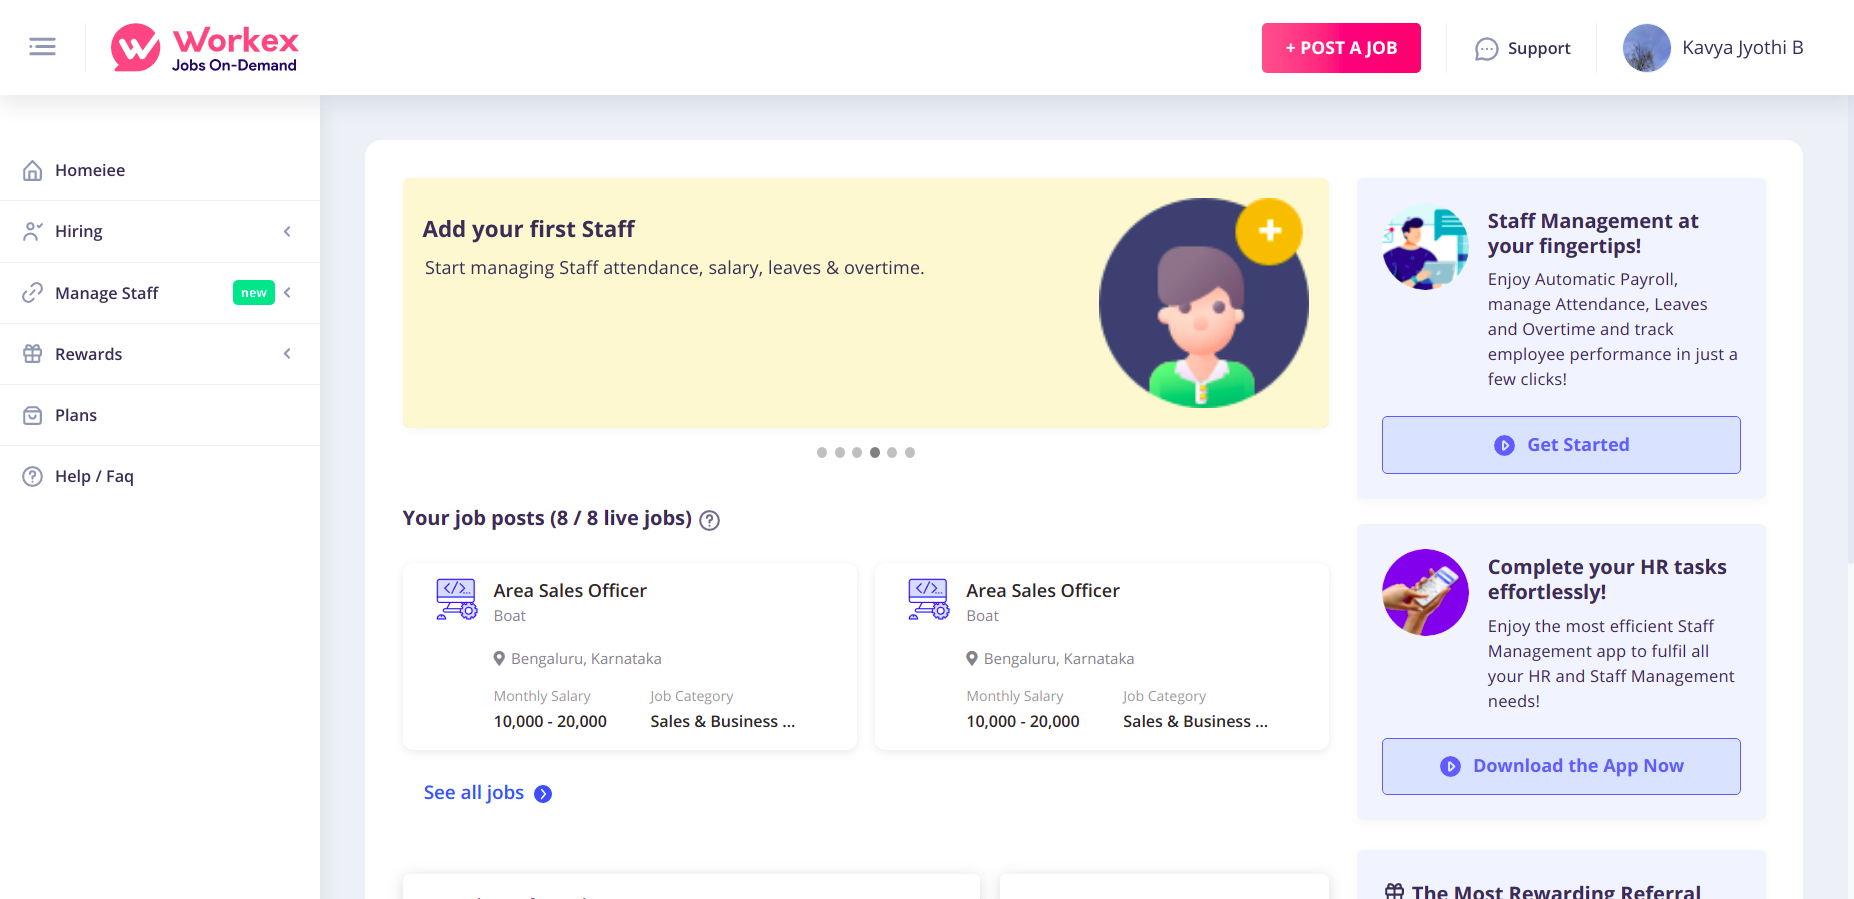 Workex
Jobs On-Demand
+ POST A JOB
Support
Kavya Jyothi B
Homeiee
Hiring
Manage Staff
new
Rewards
Plans
Help / Faq
Add your first Staff
Start managing Staff attendance, salary, leaves & overtime.
Your job posts (8 / 8 live jobs)
Area Sales Officer
Boat
Bengaluru, Karnataka
Monthly Salary
Job Category
10,000 - 20,000
Sales & Business ...
Area Sales Officer
Boat
Bengaluru, Karnataka
Monthly Salary
Job Category
10,000 - 20,000
Sales & Business ...
See all jobs
Staff Management at
your fingertips!
Enjoy Automatic Payroll,
manage Attendance, Leaves
and Overtime and track
employee performance in just a
few clicks!
Get Started
Complete your HR tasks
effortlessly!
Enjoy the most efficient Staff
Management app to fulfil all
your HR and Staff Management
needs!
Download the App Now
The Most Rewarding Referral